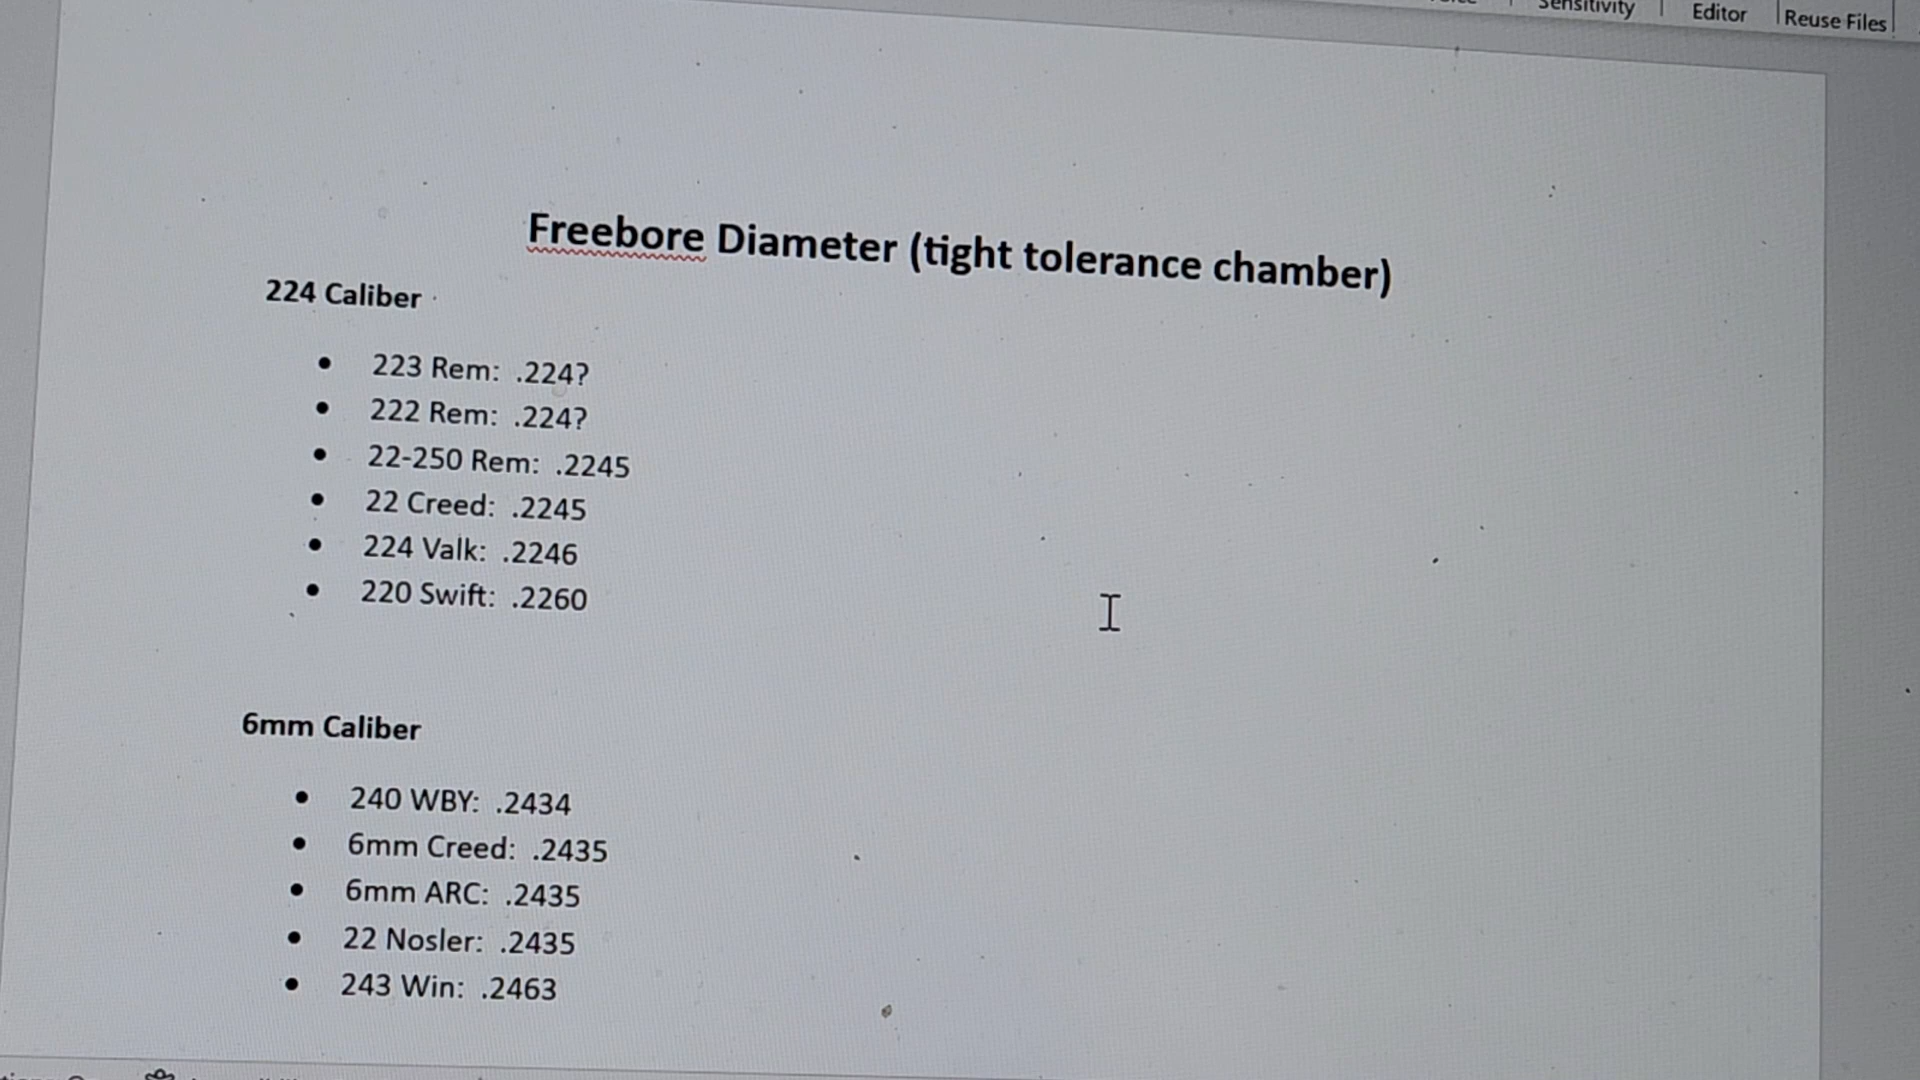 Sensitivity
Editor
Reuse Files
Freebore Diameter (tight tolerance chamber)
224 Caliber
• 223 Rem: .224?
• 222 Rem: .224?
• 22-250 Rem: .2245
• 22 Creed: .2245
• 224 Valk: .2246
• 220 Swift: .2260
6mm Caliber
• 240 WBY: .2434
• 6mm Creed: .2435
• 6mm ARC: .2435
• 22 Nosler: .2435
• 243 Win: .2463